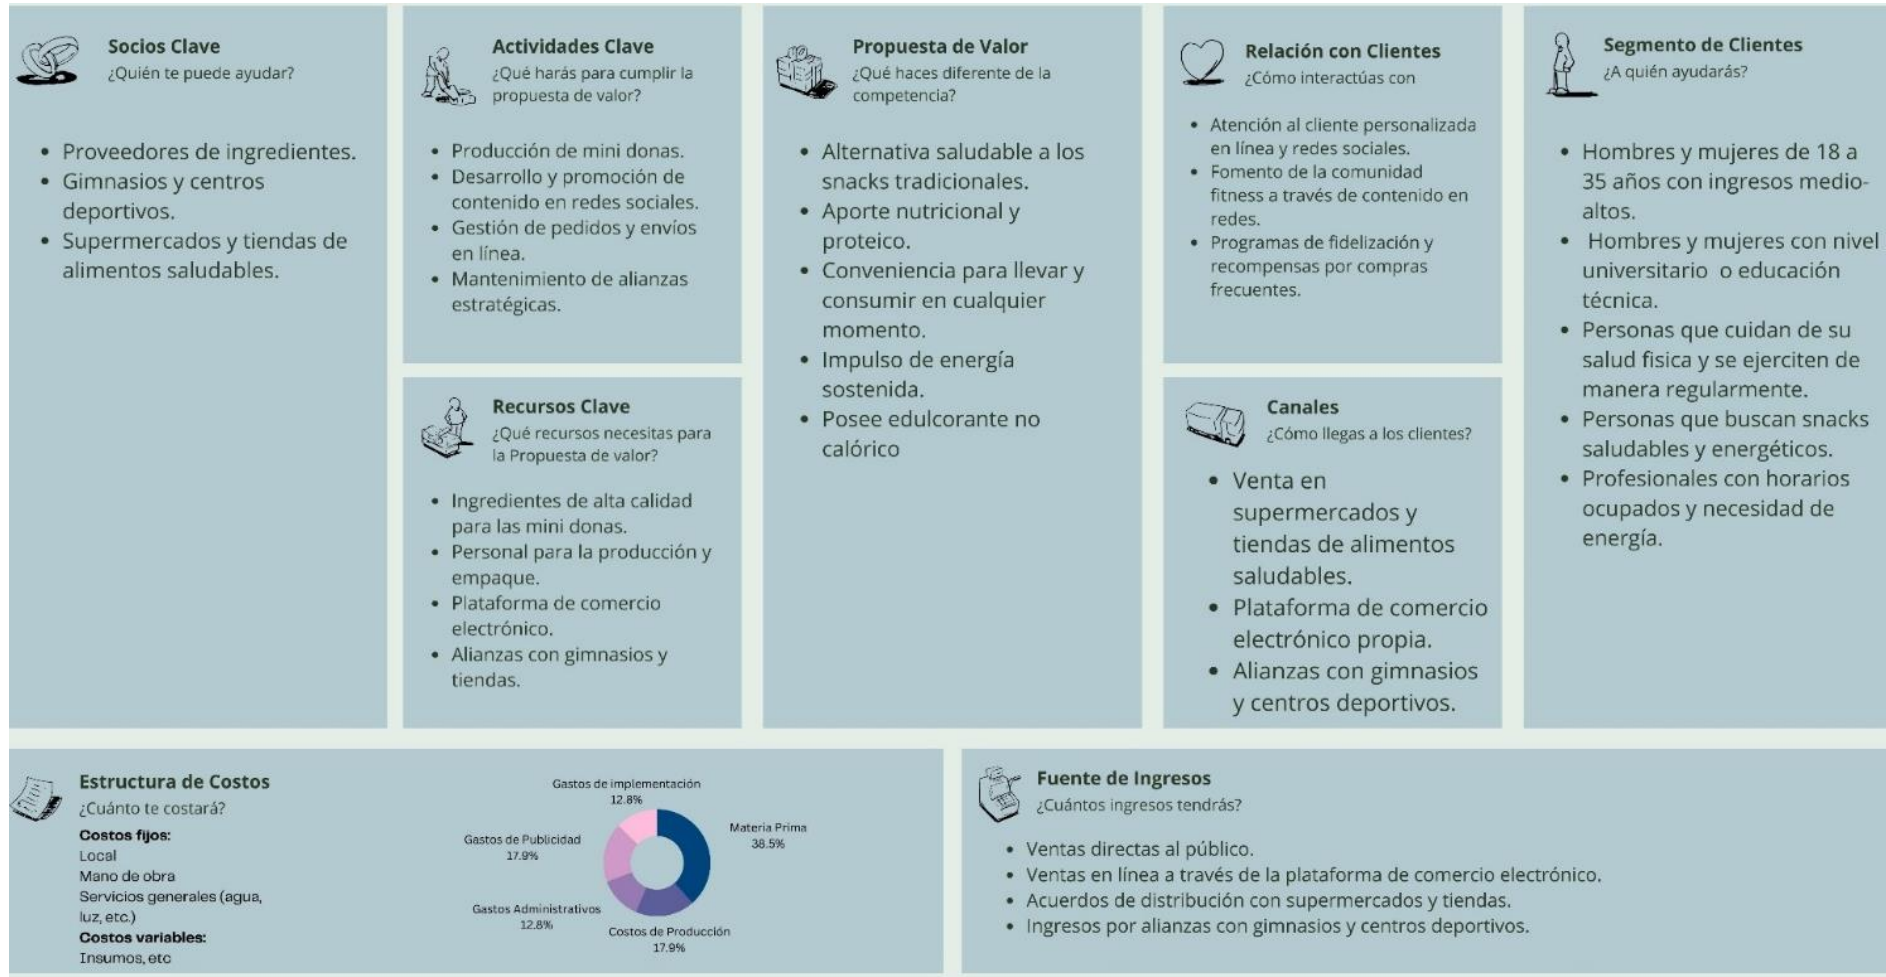 Socios Clave
¿Quién te puede ayudar?
• Proveedores de ingredientes.
• Gimnasios y centros
deportivos.
• Supermercados y tiendas de
alimentos saludables.
Actividades Clave
¿Qué harás para cumplir la
propuesta de valor?
• Producción de mini donas.
• Desarrollo y promoción de
contenido en redes sociales.
• Gestión de pedidos y envíos
en línea.
• Mantenimiento de alianzas
estratégicas.
Recursos Clave
¿Qué recursos necesitas para
la Propuesta de valor?
• Ingredientes de alta calidad
para las mini donas.
• Personal para la producción y
empaque.
• Plataforma de comercio
electrónico.
• Alianzas con gimnasios y
tiendas.
Propuesta de Valor
¿Qué haces diferente de la
competencia?
• Alternativa saludable a los
snacks tradicionales.
• Aporte nutricional y
proteico.
• Conveniencia para llevar y
consumir en cualquier
momento.
• Impulso de energía
sostenida.
• Posee edulcorante no
calórico
Relación con Clientes
¿Cómo interactúas con
• Atención al cliente personalizada
en línea y redes sociales.
• Fomento de la comunidad
fitness a través de contenido en
redes.
• Programas de fidelización y
recompensas por compras
frecuentes.
Canales
¿Cómo llegas a los clientes?
• Venta en
supermercados y
tiendas de alimentos
saludables.
• Plataforma de comercio
electrónico propia.
• Alianzas con gimnasios
y centros deportivos.
Segmento de Clientes
¿A quién ayudarás?
• Hombres y mujeres de 18 a
35 años con ingresos medio-
altos.
• Hombres y mujeres con nivel
universitario o educación
técnica.
• Personas que cuidan de su
salud fisica y se ejerciten de
manera regularmente.
• Personas que buscan snacks
saludables y energéticos.
• Profesionales con horarios
ocupados y necesidad de
energía.
Estructura de Costos
¿Cuánto te costará?
Costos fijos:
Local
Mano de obra
Servicios generales (agua,
luz, etc.)
Costos variables:
Insumos, etc
Gastos de implementación
12.8%
Materia Prima
38.5%
Gastos de Publicidad
17.9%
Gastos Administrativos
12.8%
Costos de Producción
17.9%
Fuente de Ingresos
¿Cuántos ingresos tendrás?
• Ventas directas al público.
• Ventas en línea a través de la plataforma de comercio electrónico.
• Acuerdos de distribución con supermercados y tiendas.
• Ingresos por alianzas con gimnasios y centros deportivos.